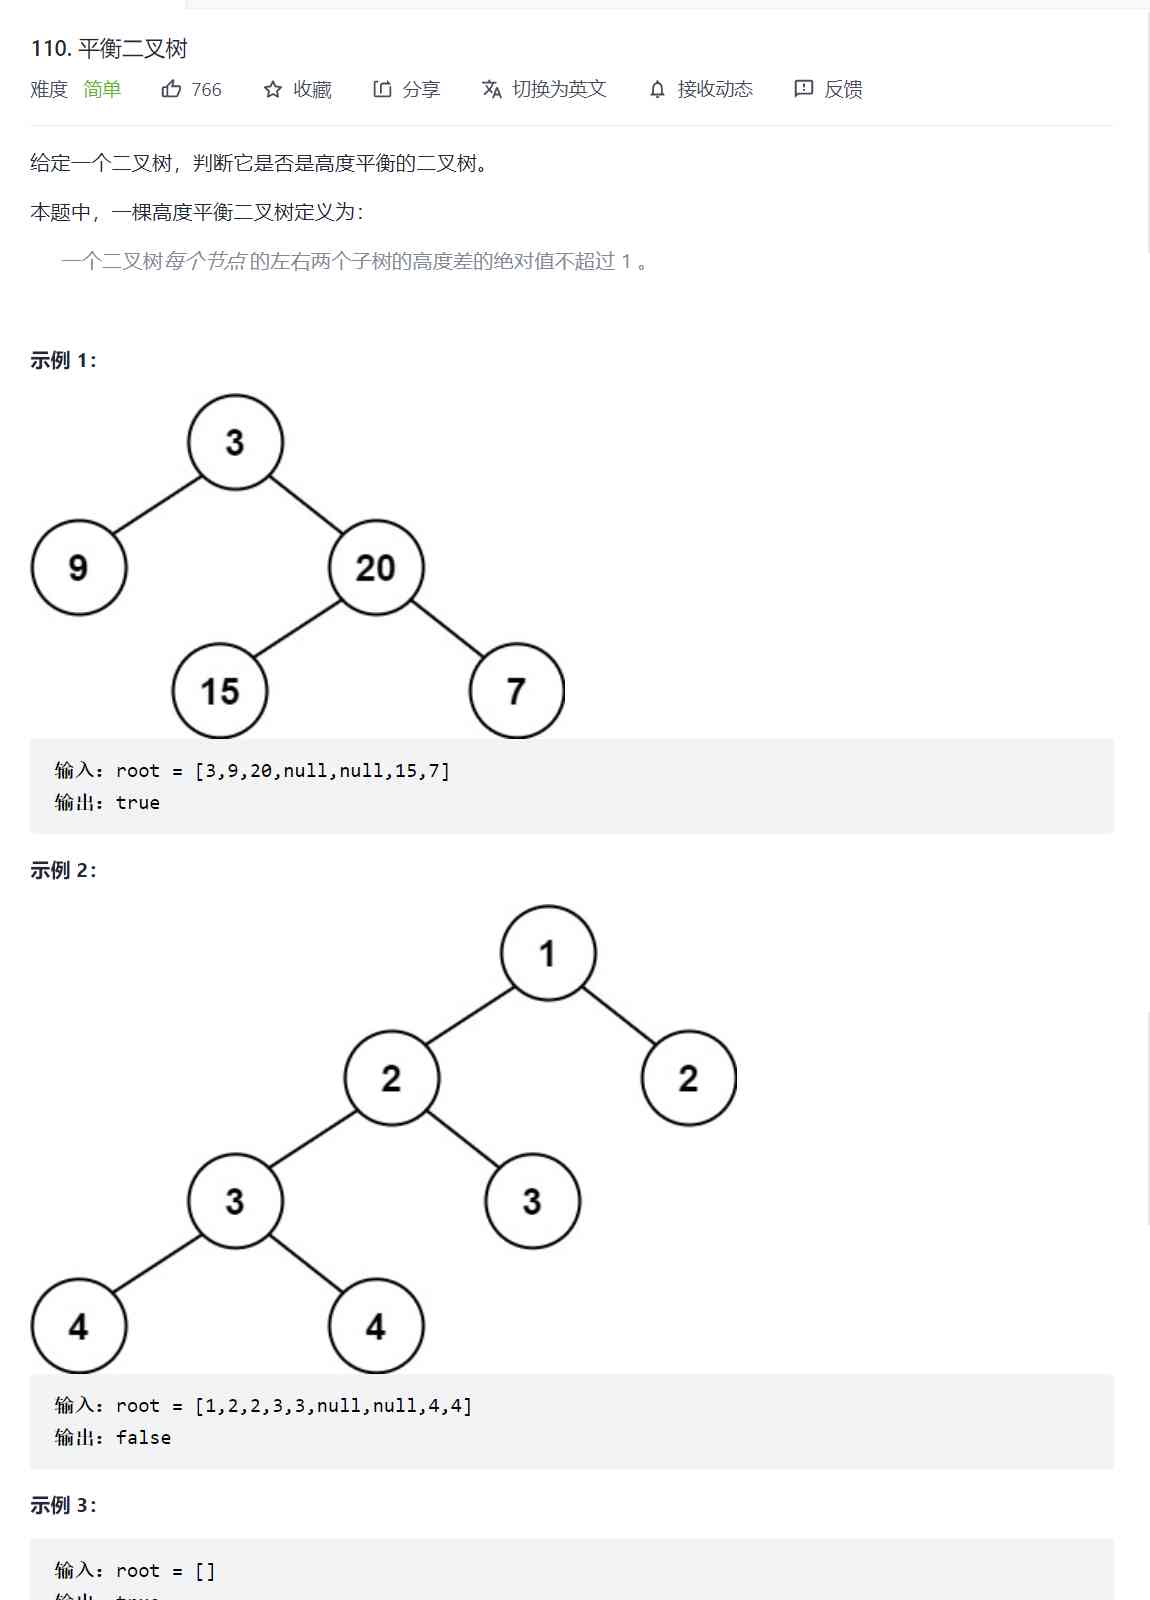 110. 平衡二叉树
难度 简单 766 收藏 分享 切换为英文 接收动态 反馈
给定一个二叉树，判断它是否是高度平衡的二叉树。
本题中，一棵高度平衡二叉树定义为：
一个二叉树每个节点 的左右两个子树的高度差的绝对值不超过 1 。
示例 1：
3
9 20
15 7
输入：root = [3,9,20,null,null,15,7]
输出：true
示例 2：
1
2 2
3 3
4 4
输入：root = [1,2,2,3,3,null,null,4,4]
输出：false
示例 3：
输入：root = []